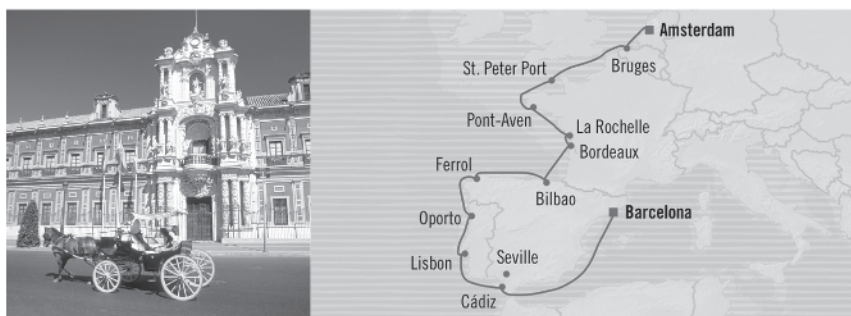 Amsterdam
Bruges
St. Peter Port
Pont-Aven
La Rochelle
Bordeaux
Ferrol
Bilbao
Oporto
Barcelona
Lisbon
Seville
Cádiz